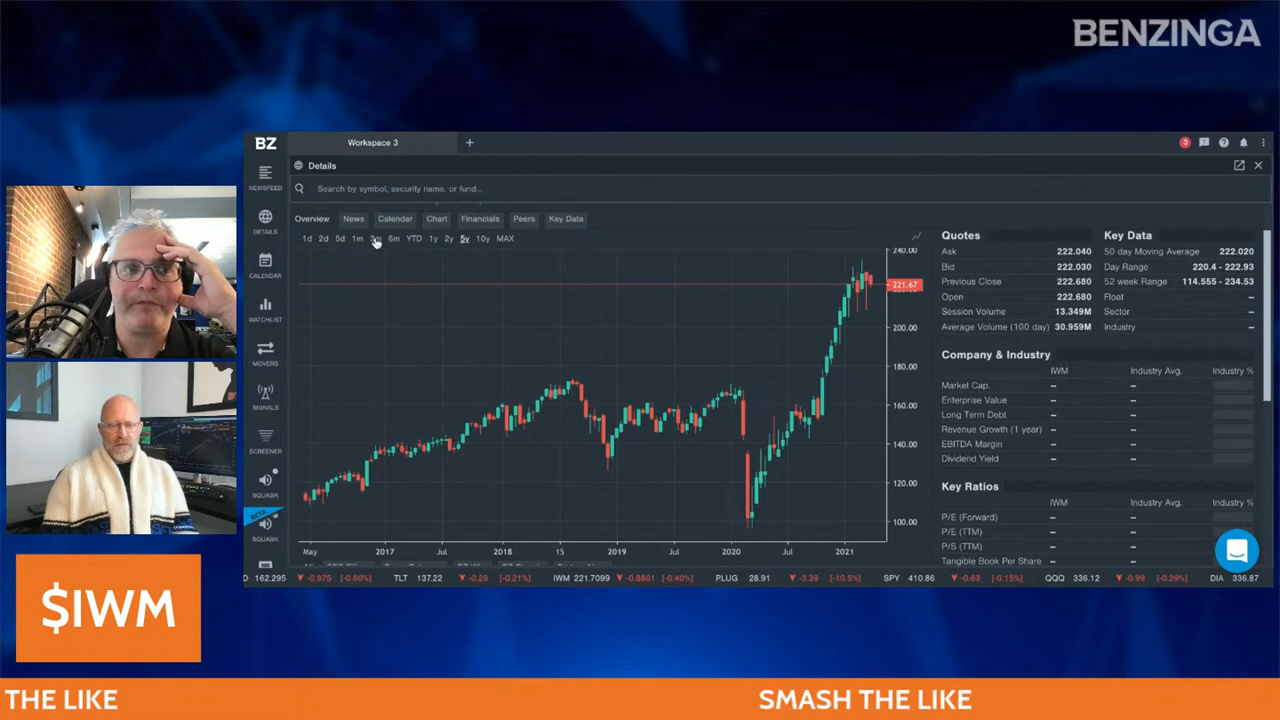 BENZINGA
BZ
Workspace 3
+
3
Details
Search by symbol, security name, or fund...
Overview News Calendar Chart Financials Peers Key Data
1d 2d 5d 1m 3m 6m YTD 1y 2y 5y 10y MAX
NEWSFEED
DETAILS
CALENDAR
WATCHLIST
MOVERS
SIGNALS
SCREENER
SQUAWK
BETA
SQUAWK
240.00
221.67
200.00
180.00
160.00
140.00
120.00
100.00
May 2017 Jul 2018 15 2019 Jul 2020 Jul 2021
Quotes
Ask 222.040
Bid 222.030
Previous Close 222.680
Open 222.680
Session Volume 13.349M
Average Volume (100 day) 30.959M
Key Data
50 day Moving Average 222.020
Day Range 220.4 - 222.93
52 week Range 114.555 - 234.53
Float –
Sector –
Industry –
Company & Industry
IWM Industry Avg. Industry %
Market Cap. – –
Enterprise Value – –
Long Term Debt – –
Revenue Growth (1 year) – –
EBITDA Margin – –
Dividend Yield – –
Key Ratios
IWM Industry Avg. Industry %
P/E (Forward) – –
P/E (TTM) – –
P/S (TTM) – –
Tangible Book Per Share – –
D 162.295 ▼ -0.975 [-0.60%] TLT 137.22 ▼ -0.29 [-0.21%] IWM 221.7099 ▼ -0.8801 [-0.40%] PLUG 28.91 ▼ -3.39 [-10.5%] SPY 410.86 ▼ -0.63 [-0.15%] QQQ 336.12 ▼ -0.99 [-0.29%] DIA 336.87
$IWM
THE LIKE SMASH THE LIKE